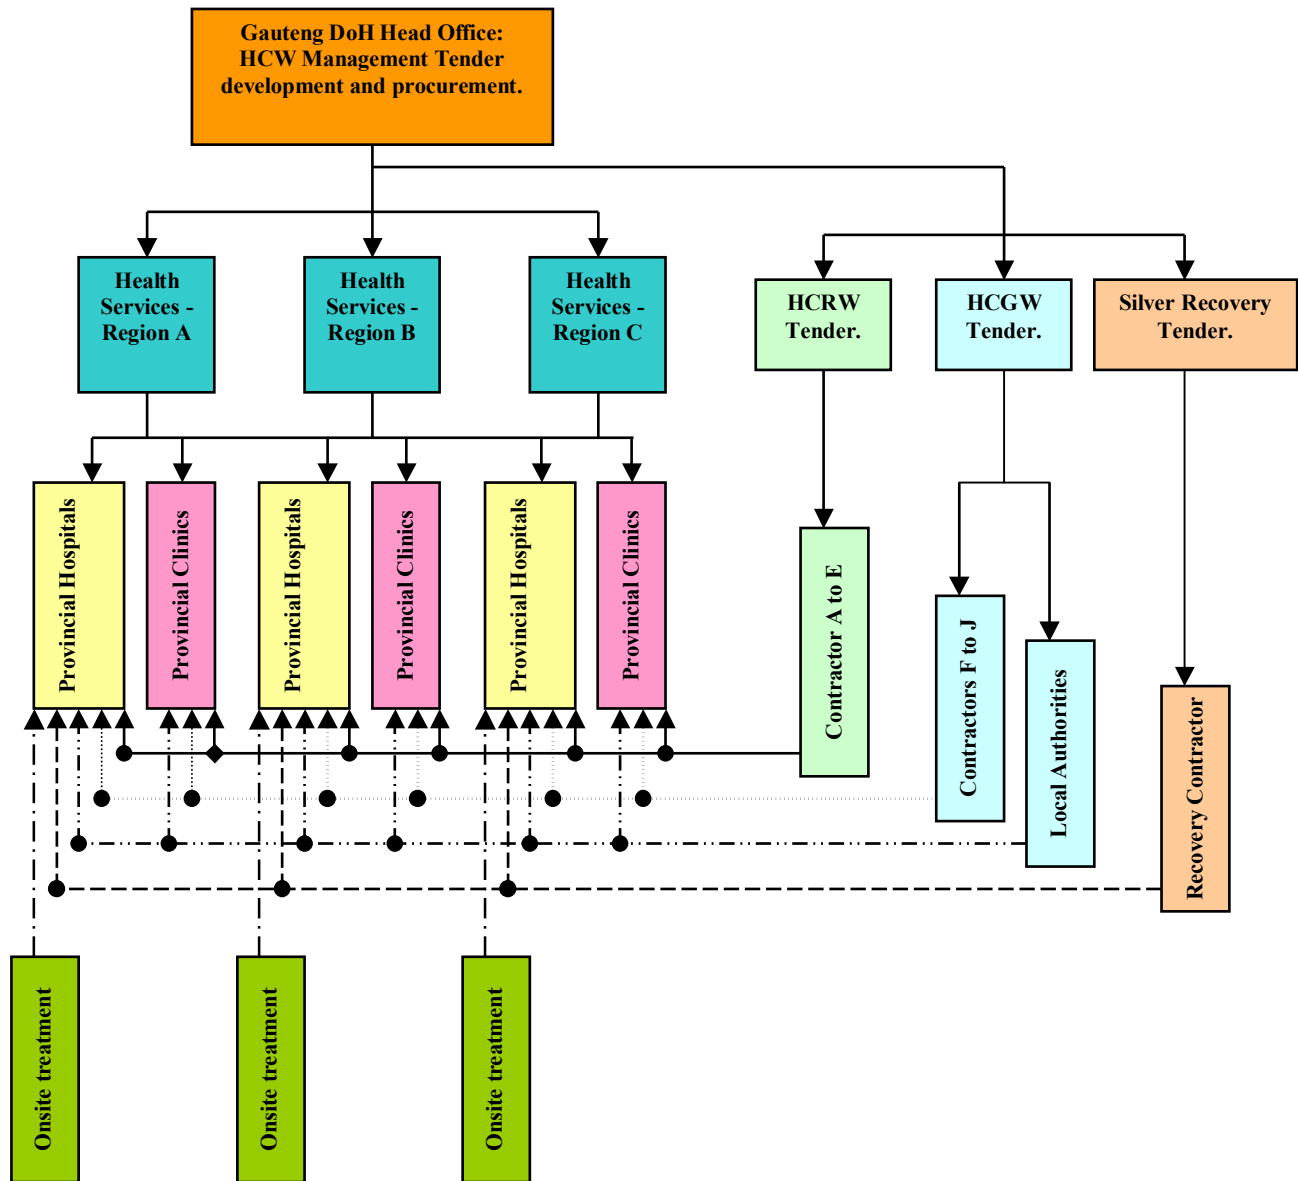 Gauteng DoH Head Office:
HCW Management Tender
development and procurement.
Health
Services -
Region A
Health
Services -
Region B
Health
Services -
Region C
HCRW
Tender.
HCGW
Tender.
Silver Recovery
Tender.
Provincial Hospitals
Provincial Clinics
Provincial Hospitals
Provincial Clinics
Provincial Hospitals
Provincial Clinics
Contractor A to E
Contractors F to J
Local Authorities
Recovery Contractor
Onsite treatment
Onsite treatment
Onsite treatment